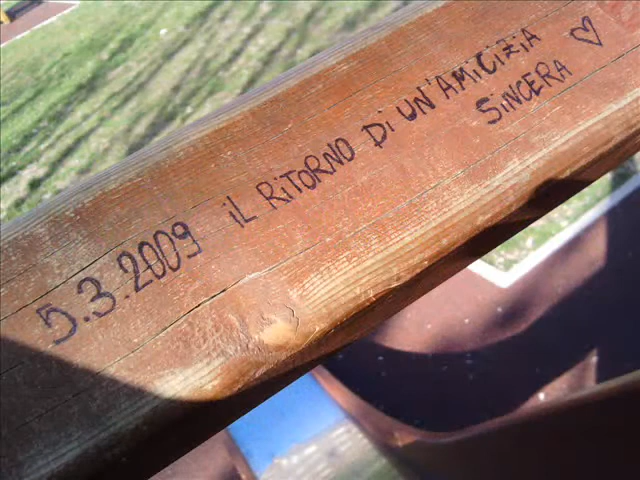 5.3.2009 iL RiTORNO Di UN'AMiCiZiA
SiNCERA ♡